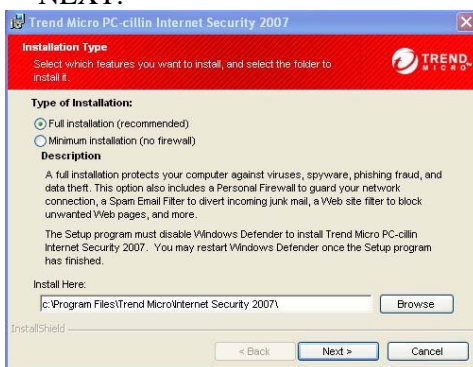 NEXT.
Trend Micro PC-cillin Internet Security 2007
Installation Type
Select which features you want to install, and select the folder to
install it.
TREND
MICRO
Type of Installation:
Full installation (recommended)
Minimum installation (no firewall)
Description
A full installation protects your computer against viruses, spyware, phishing fraud, and
data theft. This option also includes a Personal Firewall to guard your network
connection, a Spam Email Filter to divert incoming junk mail, a Web site filter to block
unwanted Web pages, and more.
The Setup program must disable Windows Defender to install Trend Micro PC-cillin
Internet Security 2007. You may restart Windows Defender once the Setup program
has finished.
Install Here:
c:\Program Files\Trend Micro\Internet Security 2007\
Browse
InstallShield
< Back
Next >
Cancel